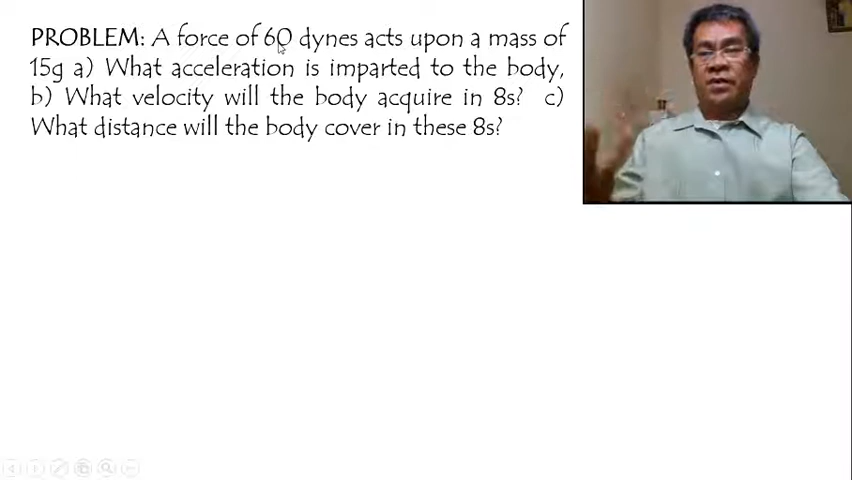 PROBLEM: A force of 60 dynes acts upon a mass of
15g a) What acceleration is imparted to the body,
b) What velocity will the body acquire in 8s? c)
What distance will the body cover in these 8s?